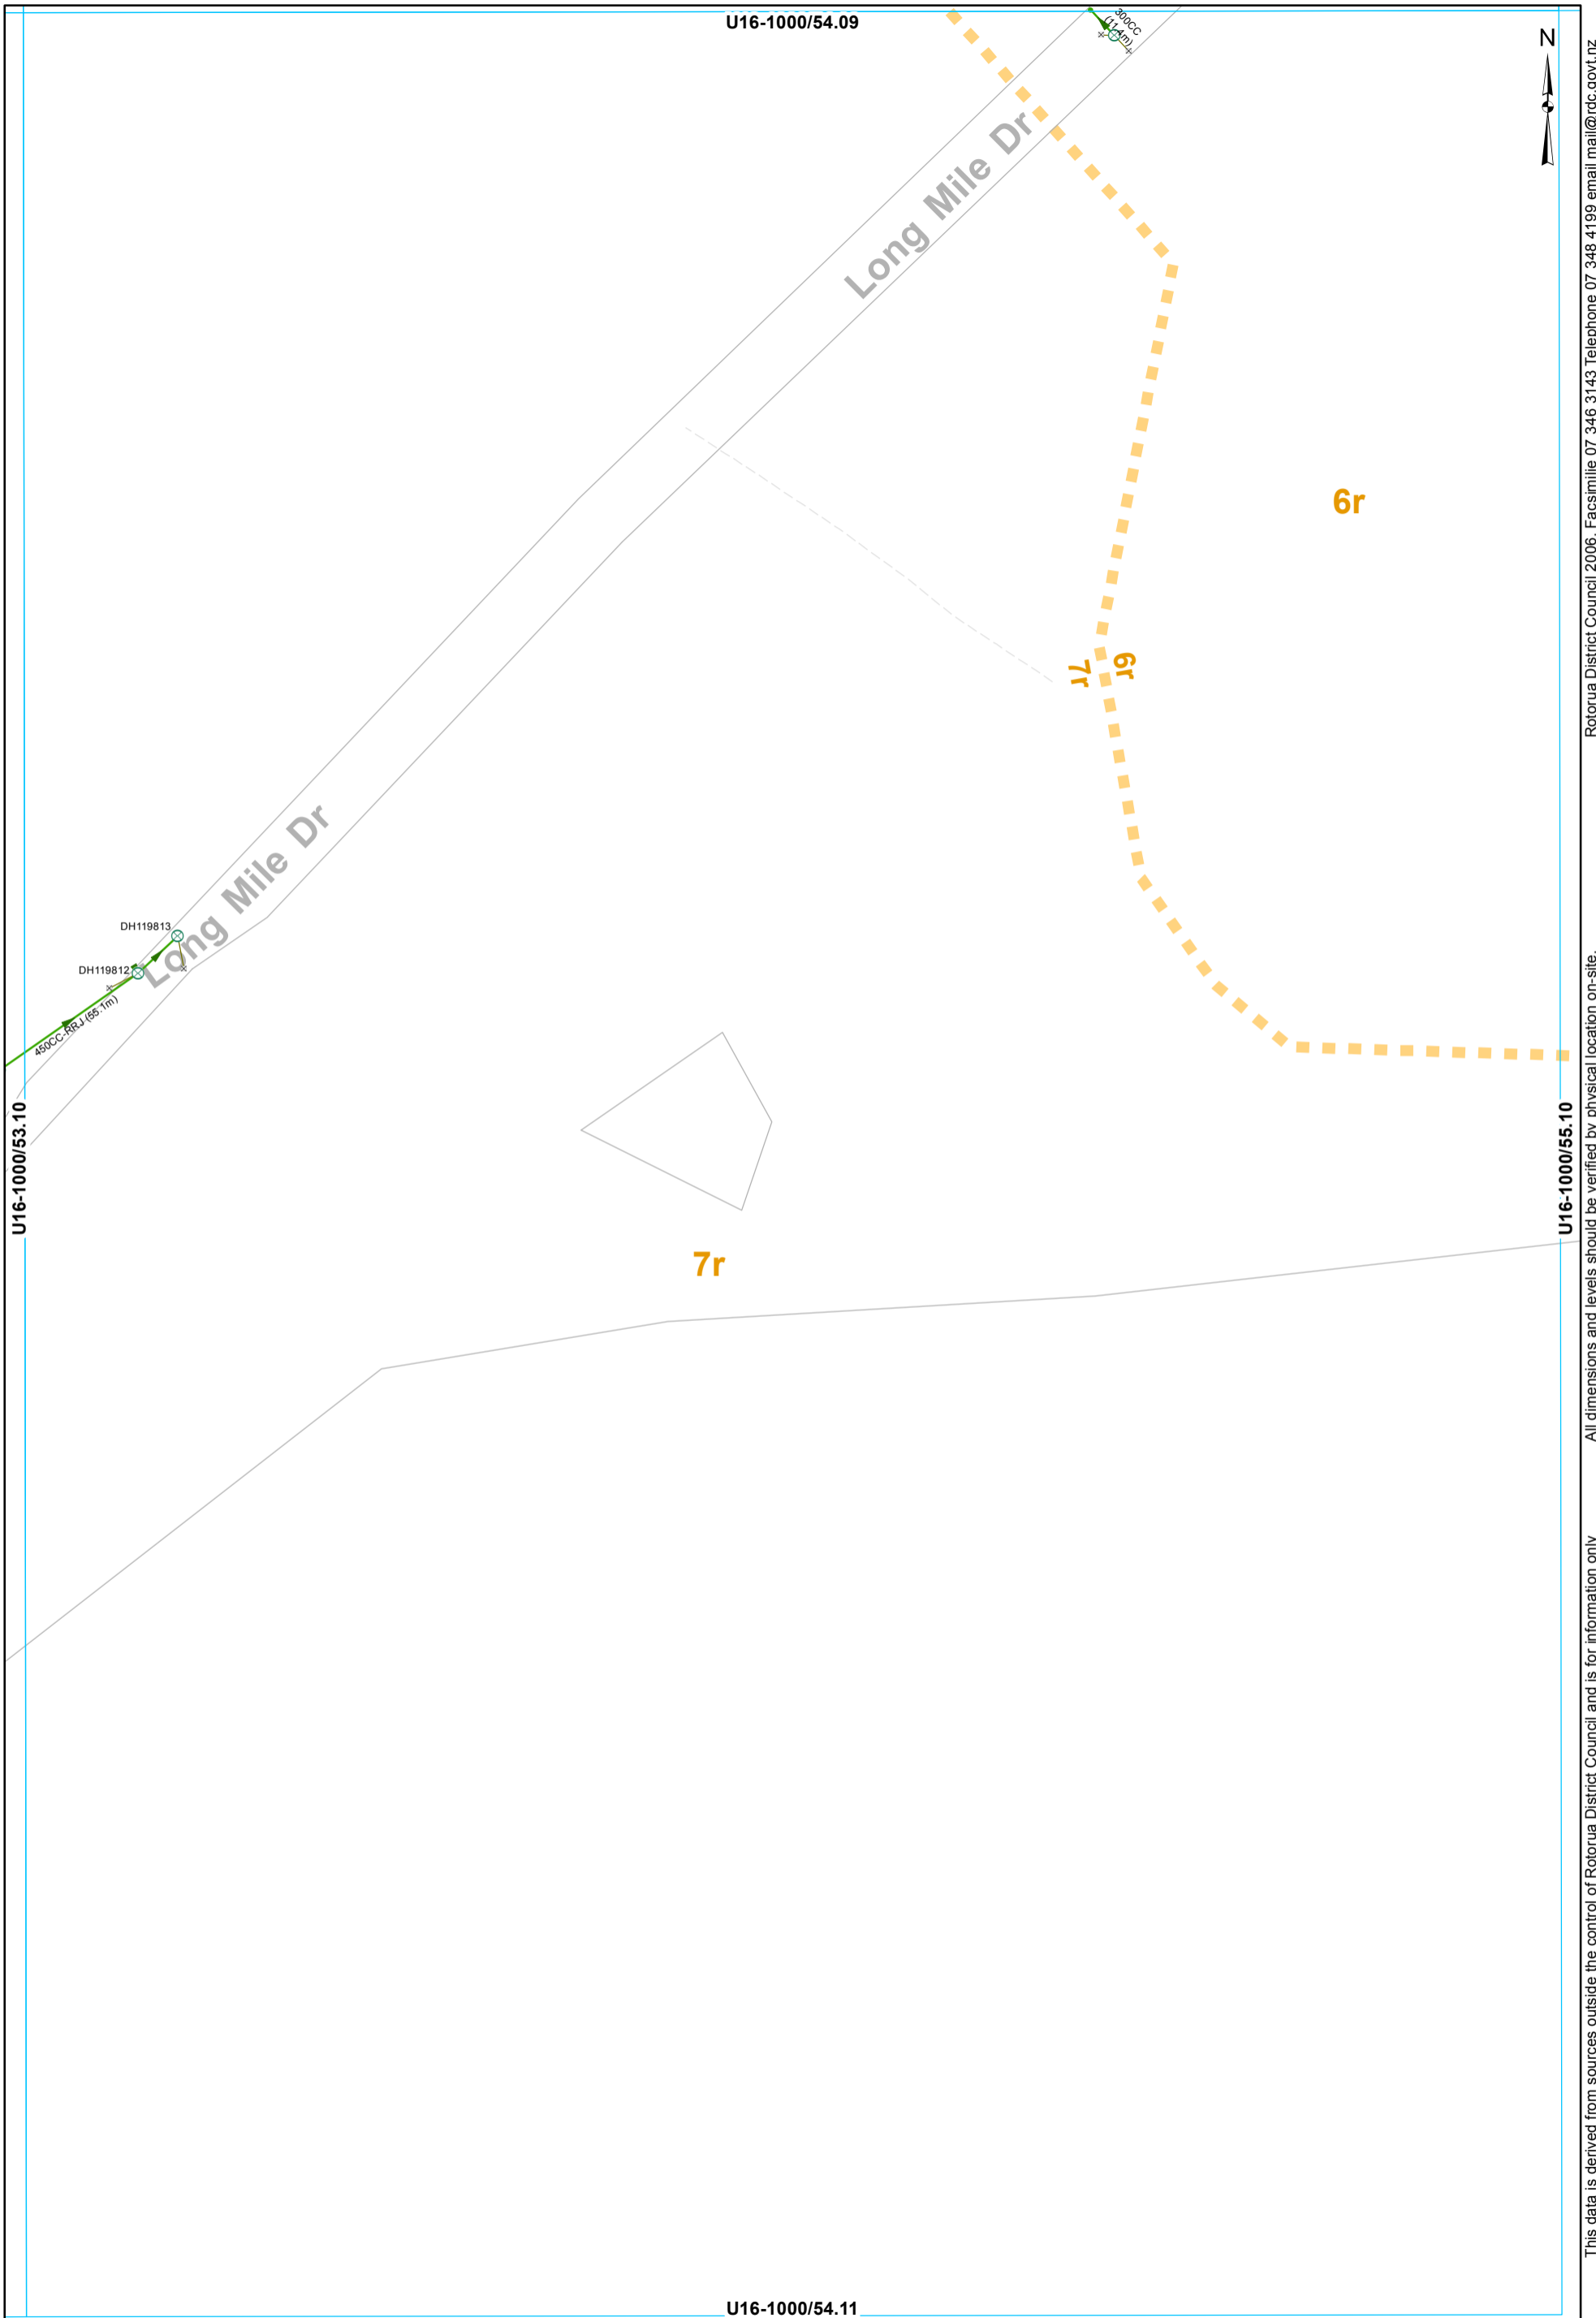 U16-1000/54.09
300CC
(11.4m)
N
Long Mile Dr
6r
6r
7r
Long Mile Dr
DH119813
DH119812
450CC-RRJ (55.1m)
U16-1000/53.10
U16-1000/55.10
7r
U16-1000/54.11
This data is derived from sources outside the control of Rotorua District Council and is for information only
All dimensions and levels should be verified by physical location on-site.
Rotorua District Council 2006. Facsimilie 07 346 3143 Telephone 07 348 4199 email mail@rdc.govt.nz